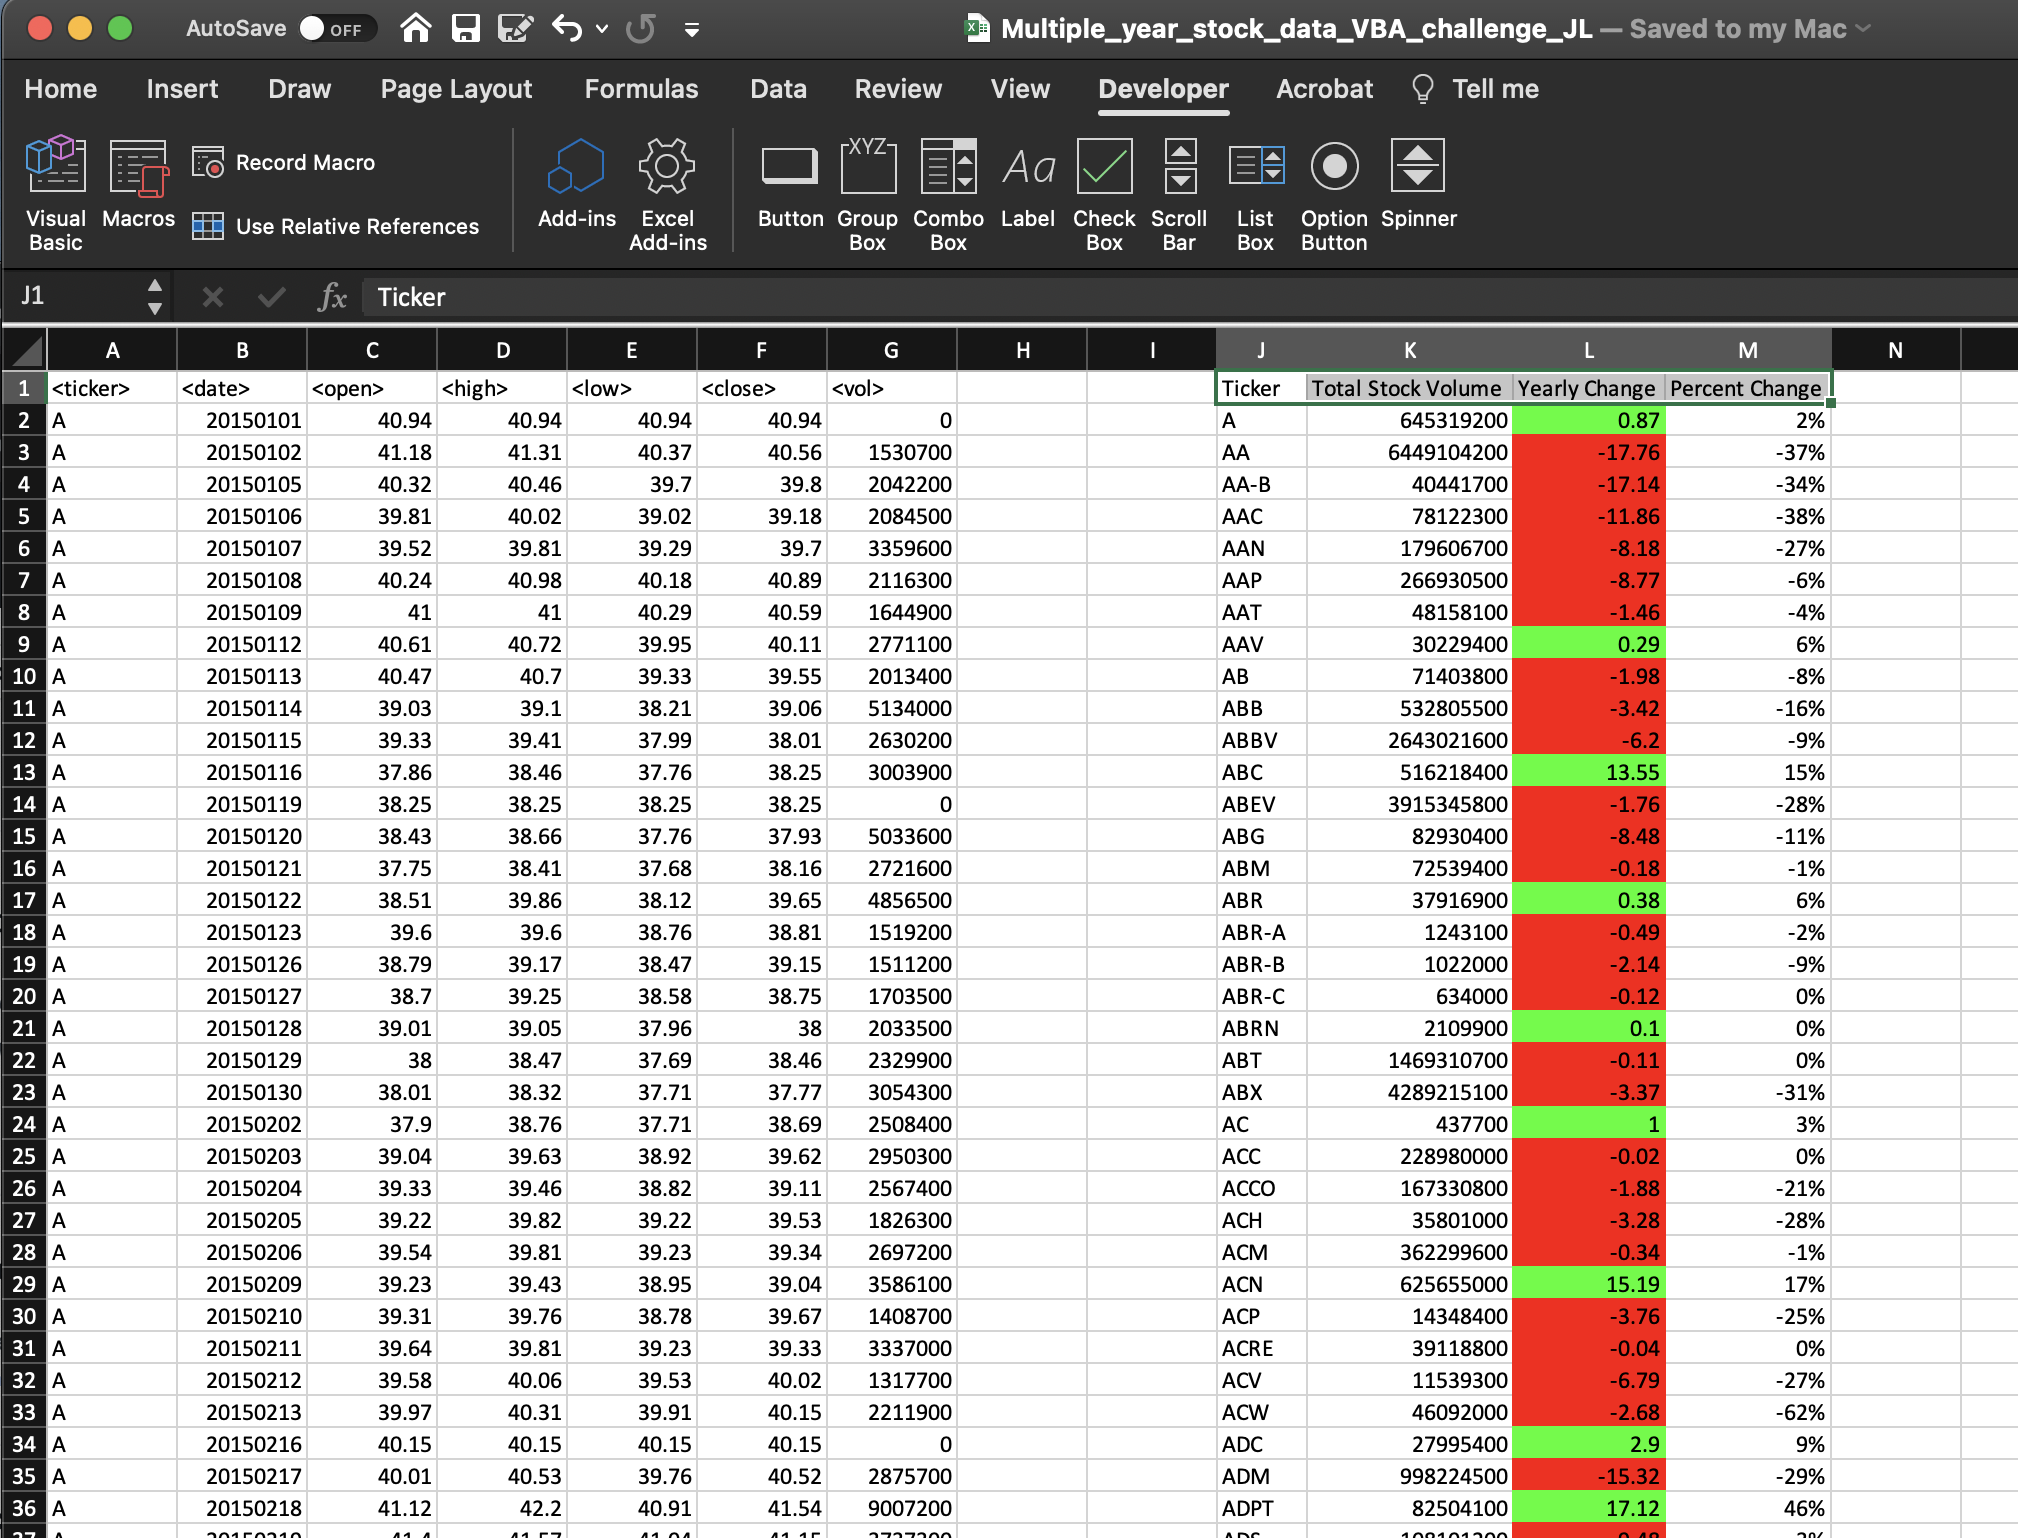 AutoSave OFF Multiple_year_stock_data_VBA_challenge_JL — Saved to my Mac
Home Insert Draw Page Layout Formulas Data Review View Developer Acrobat Tell me
Visual Basic Macros Record Macro Use Relative References Add-ins Excel Add-ins Button XYZ Group Box Combo Box Aa Label Check Box Scroll Bar List Box Option Button Spinner
J1 fx Ticker
A B C D E F G H I J K L M N
1 <ticker> <date> <open> <high> <low> <close> <vol> Ticker Total Stock Volume Yearly Change Percent Change
2 A 20150101 40.94 40.94 40.94 40.94 0 A 645319200 0.87 2%
3 A 20150102 41.18 41.31 40.37 40.56 1530700 AA 6449104200 -17.76 -37%
4 A 20150105 40.32 40.46 39.7 39.8 2042200 AA-B 40441700 -17.14 -34%
5 A 20150106 39.81 40.02 39.02 39.18 2084500 AAC 78122300 -11.86 -38%
6 A 20150107 39.52 39.81 39.29 39.7 3359600 AAN 179606700 -8.18 -27%
7 A 20150108 40.24 40.98 40.18 40.89 2116300 AAP 266930500 -8.77 -6%
8 A 20150109 41 41 40.29 40.59 1644900 AAT 48158100 -1.46 -4%
9 A 20150112 40.61 40.72 39.95 40.11 2771100 AAV 30229400 0.29 6%
10 A 20150113 40.47 40.7 39.33 39.55 2013400 AB 71403800 -1.98 -8%
11 A 20150114 39.03 39.1 38.21 39.06 5134000 ABB 532805500 -3.42 -16%
12 A 20150115 39.33 39.41 37.99 38.01 2630200 ABBV 2643021600 -6.2 -9%
13 A 20150116 37.86 38.46 37.76 38.25 3003900 ABC 516218400 13.55 15%
14 A 20150119 38.25 38.25 38.25 38.25 0 ABEV 3915345800 -1.76 -28%
15 A 20150120 38.43 38.66 37.76 37.93 5033600 ABG 82930400 -8.48 -11%
16 A 20150121 37.75 38.41 37.68 38.16 2721600 ABM 72539400 -0.18 -1%
17 A 20150122 38.51 39.86 38.12 39.65 4856500 ABR 37916900 0.38 6%
18 A 20150123 39.6 39.6 38.76 38.81 1519200 ABR-A 1243100 -0.49 -2%
19 A 20150126 38.79 39.17 38.47 39.15 1511200 ABR-B 1022000 -2.14 -9%
20 A 20150127 38.7 39.25 38.58 38.75 1703500 ABR-C 634000 -0.12 0%
21 A 20150128 39.01 39.05 37.96 38 2033500 ABRN 2109900 0.1 0%
22 A 20150129 38 38.47 37.69 38.46 2329900 ABT 1469310700 -0.11 0%
23 A 20150130 38.01 38.32 37.71 37.77 3054300 ABX 4289215100 -3.37 -31%
24 A 20150202 37.9 38.76 37.71 38.69 2508400 AC 437700 1 3%
25 A 20150203 39.04 39.63 38.92 39.62 2950300 ACC 228980000 -0.02 0%
26 A 20150204 39.33 39.46 38.82 39.11 2567400 ACCO 167330800 -1.88 -21%
27 A 20150205 39.22 39.82 39.22 39.53 1826300 ACH 35801000 -3.28 -28%
28 A 20150206 39.54 39.81 39.23 39.34 2697200 ACM 362299600 -0.34 -1%
29 A 20150209 39.23 39.43 38.95 39.04 3586100 ACN 625655000 15.19 17%
30 A 20150210 39.31 39.76 38.78 39.67 1408700 ACP 14348400 -3.76 -25%
31 A 20150211 39.64 39.81 39.23 39.33 3337000 ACRE 39118800 -0.04 0%
32 A 20150212 39.58 40.06 39.53 40.02 1317700 ACV 11539300 -6.79 -27%
33 A 20150213 39.97 40.31 39.91 40.15 2211900 ACW 46092000 -2.68 -62%
34 A 20150216 40.15 40.15 40.15 40.15 0 ADC 27995400 2.9 9%
35 A 20150217 40.01 40.53 39.76 40.52 2875700 ADM 998224500 -15.32 -29%
36 A 20150218 41.12 42.2 40.91 41.54 9007200 ADPT 82504100 17.12 46%